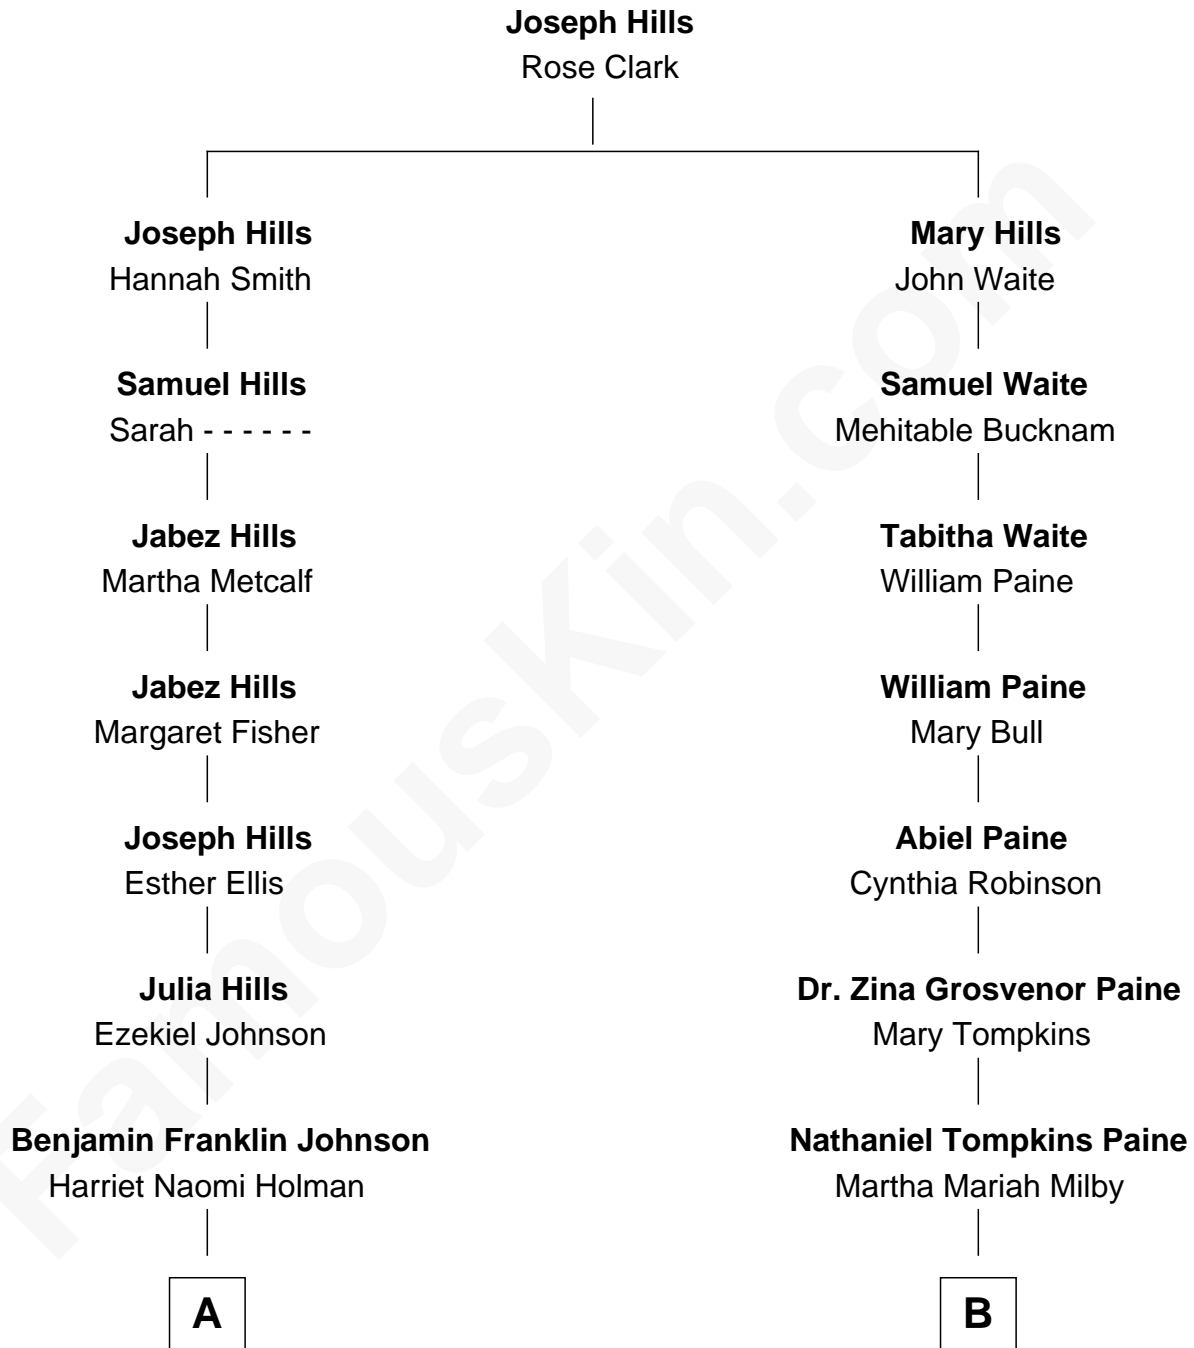 Joseph Hills
Rose Clark
Joseph Hills
Hannah Smith
Samuel Hills
Sarah - - - - - -
Jabez Hills
Martha Metcalf
Jabez Hills
Margaret Fisher
Joseph Hills
Esther Ellis
Julia Hills
Ezekiel Johnson
Benjamin Franklin Johnson
Harriet Naomi Holman
A
Mary Hills
John Waite
Samuel Waite
Mehitable Bucknam
Tabitha Waite
William Paine
William Paine
Mary Bull
Abiel Paine
Cynthia Robinson
Dr. Zina Grosvenor Paine
Mary Tompkins
Nathaniel Tompkins Paine
Martha Mariah Milby
B
FamousKin.com